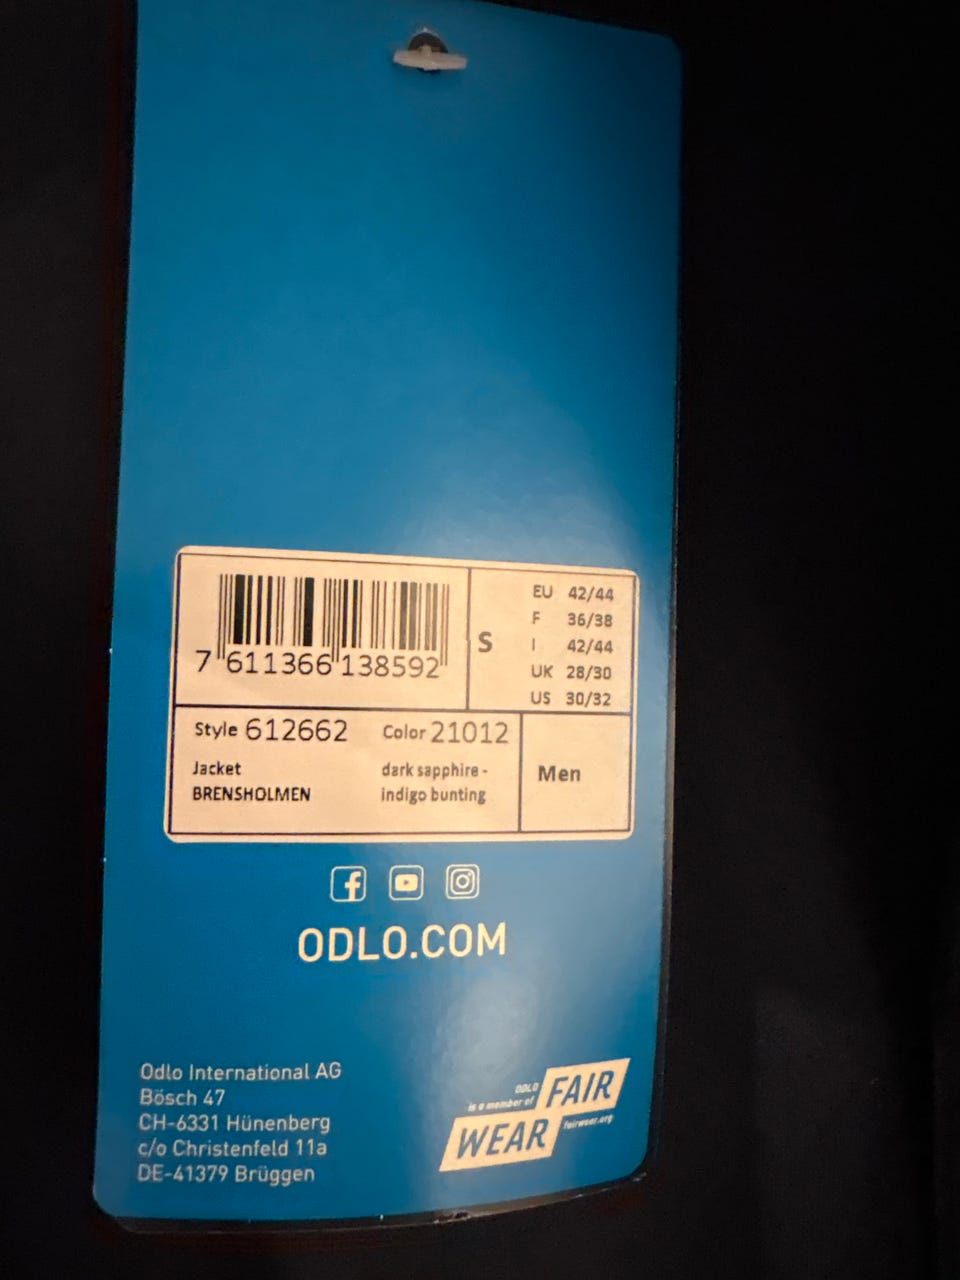 7 611366 138592
S
EU 42/44
F 36/38
I 42/44
UK 28/30
US 30/32
Style 612662
Color 21012
Jacket
BRENSHOLMEN
dark sapphire -
indigo bunting
Men
ODLO.COM
Odlo International AG
Bösch 47
CH-6331 Hünenberg
c/o Christenfeld 11a
DE-41379 Brüggen
ODLO
is a member of
FAIR
WEAR
fairwear.org